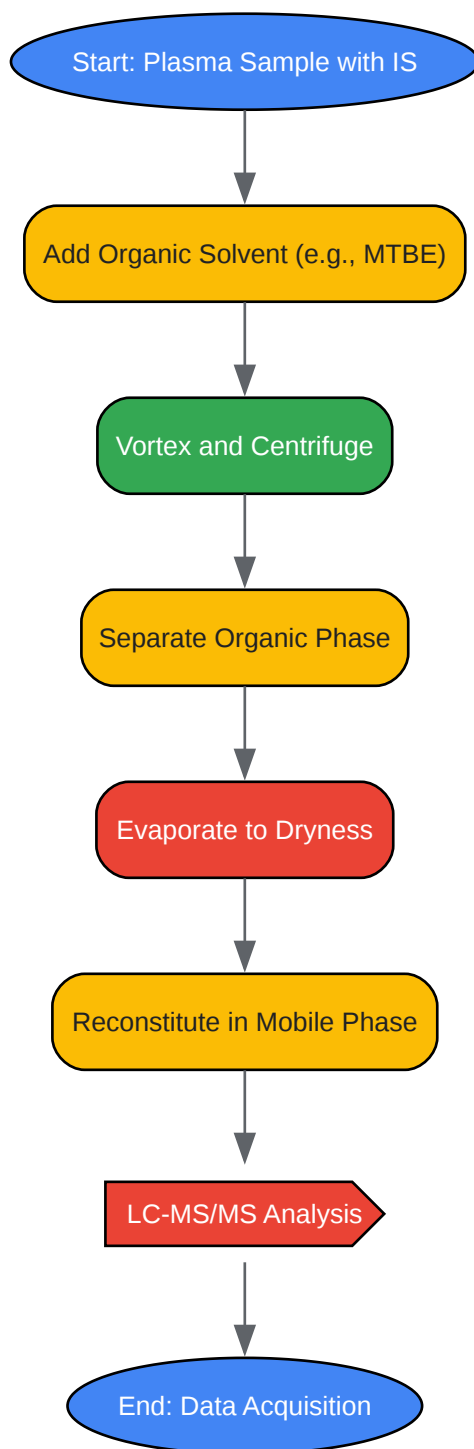 Start: Plasma Sample with IS
Add Organic Solvent (e.g., MTBE)
Vortex and Centrifuge
Separate Organic Phase
Evaporate to Dryness
Reconstitute in Mobile Phase
LC-MS/MS Analysis
End: Data Acquisition